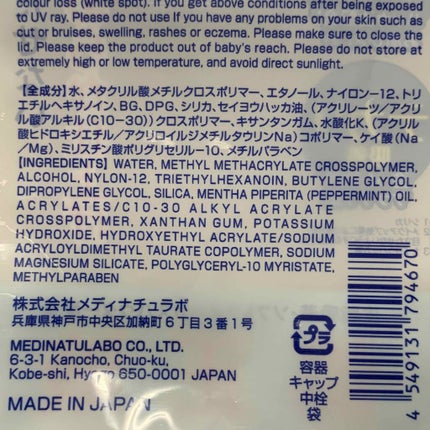 colour loss (white spot). If you get above conditions after being exposed
to UV ray. Please do not use If you have any problems on your skin such as
cut or bruises, swelling, rashes or eczema. Please make sure to close the
lid. Please keep the product out of baby's reach. Please do not store at
extremely high or low temperature, and avoid direct sunlight.
【全成分】水、メタクリル酸メチルクロスポリマー、エタノール、ナイロン-12、トリ
エチルヘキサノイン、BG、DPG、シリカ、セイヨウハッカ油、（アクリレーツ/アクリ
ル酸アルキル（C10-30））クロスポリマー、キサンタンガム、水酸化K、（アクリル
酸ヒドロキシエチル/アクリロイルジメチルタウリンNa）コポリマー、ケイ酸（Na
/Mg）、ミリスチン酸ポリグリセリル-10、メチルパラベン
[INGREDIENTS] WATER, METHYL METHACRYLATE CROSSPOLYMER,
ALCOHOL, NYLON-12, TRIETHYLHEXANOIN, BUTYLENE GLYCOL,
DIPROPYLENE GLYCOL, SILICA, MENTHA PIPERITA (PEPPERMINT) OIL,
ACRYLATES/C10-30 ALKYL ACRYLATE
CROSSPOLYMER, XANTHAN GUM, POTASSIUM
HYDROXIDE, HYDROXYETHYL ACRYLATE/SODIUM
ACRYLOYLDIMETHYL TAURATE COPOLYMER, SODIUM
MAGNESIUM SILICATE, POLYGLYCERYL-10 MYRISTATE,
METHYLPARABEN
株式会社メディナチュラボ
兵庫県神戸市中央区加納町6丁目3番1号
MEDINATULABO CO., LTD.
6-3-1 Kanocho, Chuo-ku,
Kobe-shi, Hyogo 650-0001 JAPAN
MADE IN JAPAN
プラ
容器
キャップ
中栓
袋
4 549131 794670